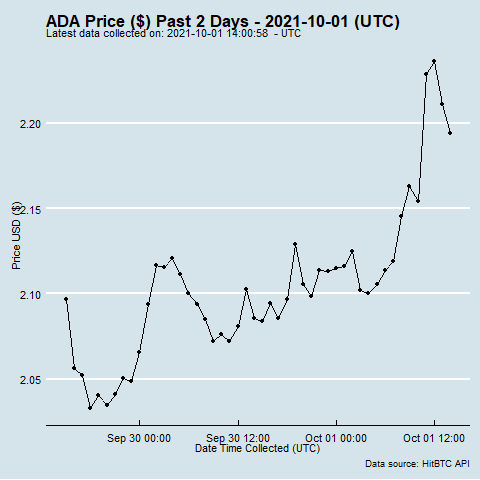 ADA Price ($) Past 2 Days - 2021-10-01 (UTC)
Latest data collected on: 2021-10-01 14:00:58 - UTC
Price USD ($)
2.20
2.15
2.10
2.05
Sep 30 00:00 Sep 30 12:00 Oct 01 00:00 Oct 01 12:00
Date Time Collected (UTC)
Data source: HitBTC API